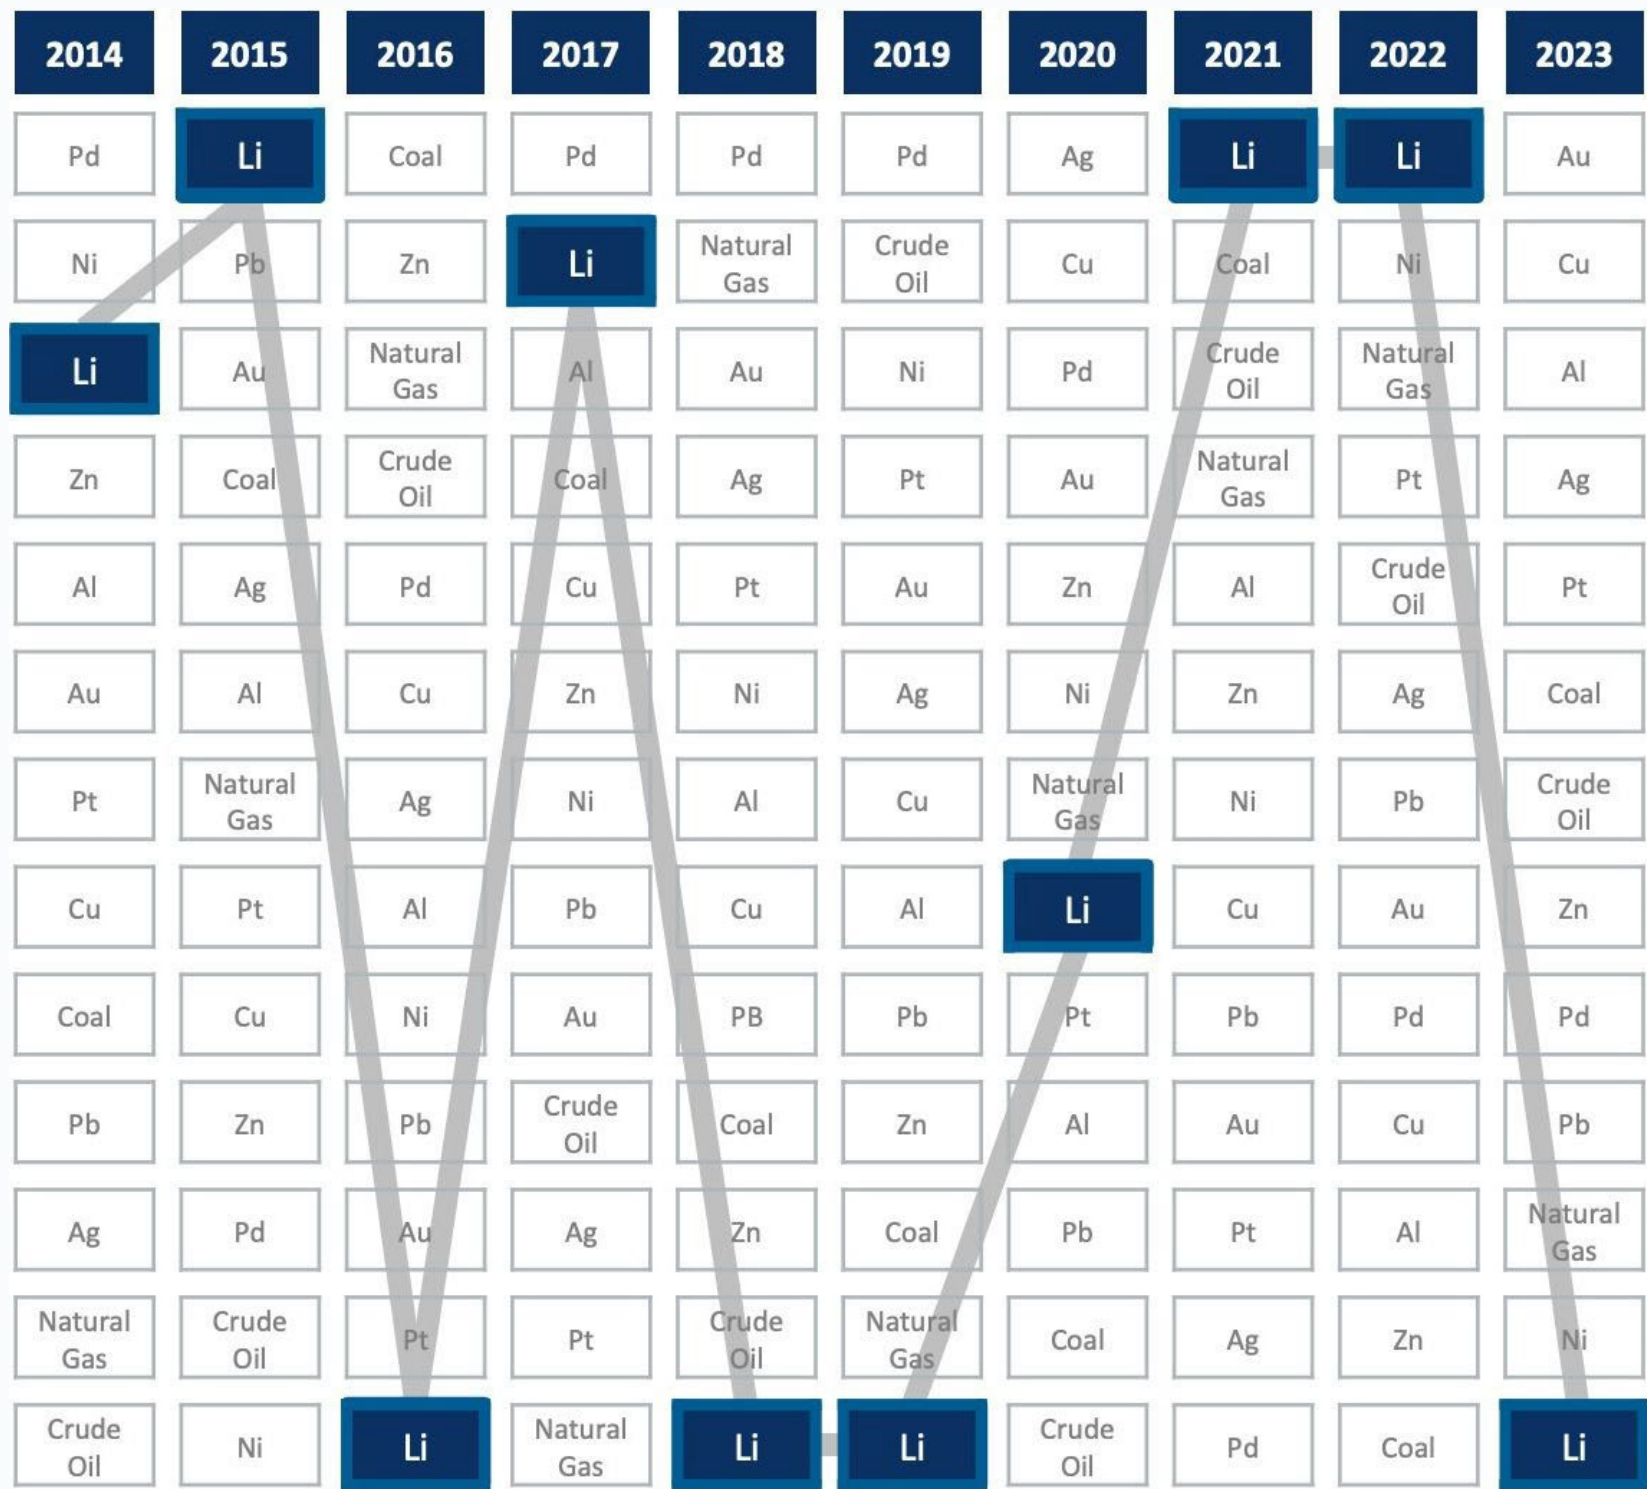 2014 2015 2016 2017 2018 2019 2020 2021 2022 2023
Pd Li Coal Pd Pd Pd Ag Li Li Au
Ni Pb Zn Li Natural Gas Crude Oil Cu Coal Ni Cu
Li Au Natural Gas Al Au Ni Pd Crude Oil Natural Gas Al
Zn Coal Crude Oil Coal Ag Pt Au Natural Gas Pt Ag
Al Ag Pd Cu Pt Au Zn Al Crude Oil Pt
Au Al Cu Zn Ni Ag Ni Zn Ag Coal
Pt Natural Gas Ag Ni Al Cu Natural Gas Ni Pb Crude Oil
Cu Pt Al Pb Cu Al Li Cu Au Zn
Coal Cu Ni Au PB Pb Pt Pb Pd Pd
Pb Zn Pb Crude Oil Coal Zn Al Au Cu Pb
Ag Pd Au Ag Zn Coal Pb Pt Al Natural Gas
Natural Gas Crude Oil Pt Pt Crude Oil Natural Gas Coal Ag Zn Ni
Crude Oil Ni Li Natural Gas Li Li Crude Oil Pd Coal Li